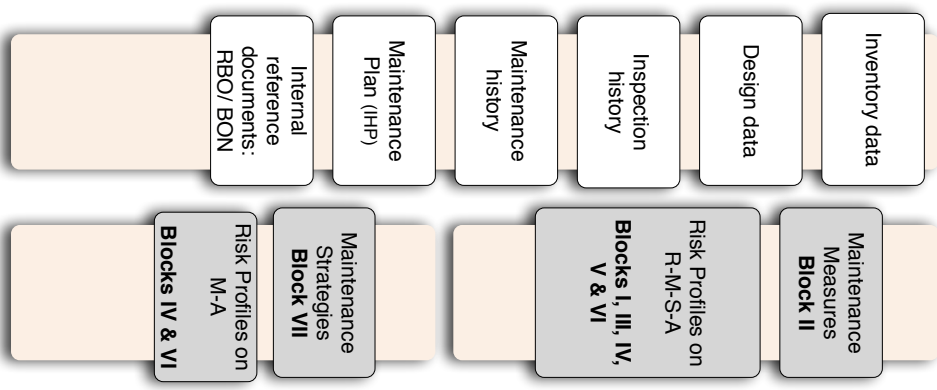 Inventory data
Design data
Inspection
history
Maintenance
history
Maintenance
Plan (IHP)
Internal
reference
documents:
RBO/ BON
Maintenance
Measures
Block II
Risk Profiles on
R-M-S-A
Blocks I, III, IV,
V & VI
Maintenance
Strategies
Block VII
Risk Profiles on
M-A
Blocks IV & VI